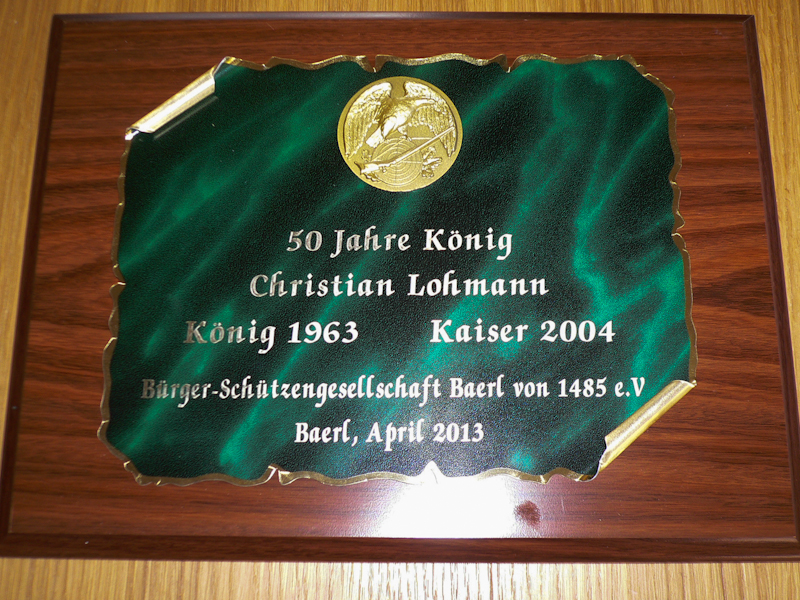 50 Jahre König
Christian Lohmann
König 1963 Kaiser 2004
Bürger-Schützengesellschaft Baerl von 1485 e.V
Baerl, April 2013